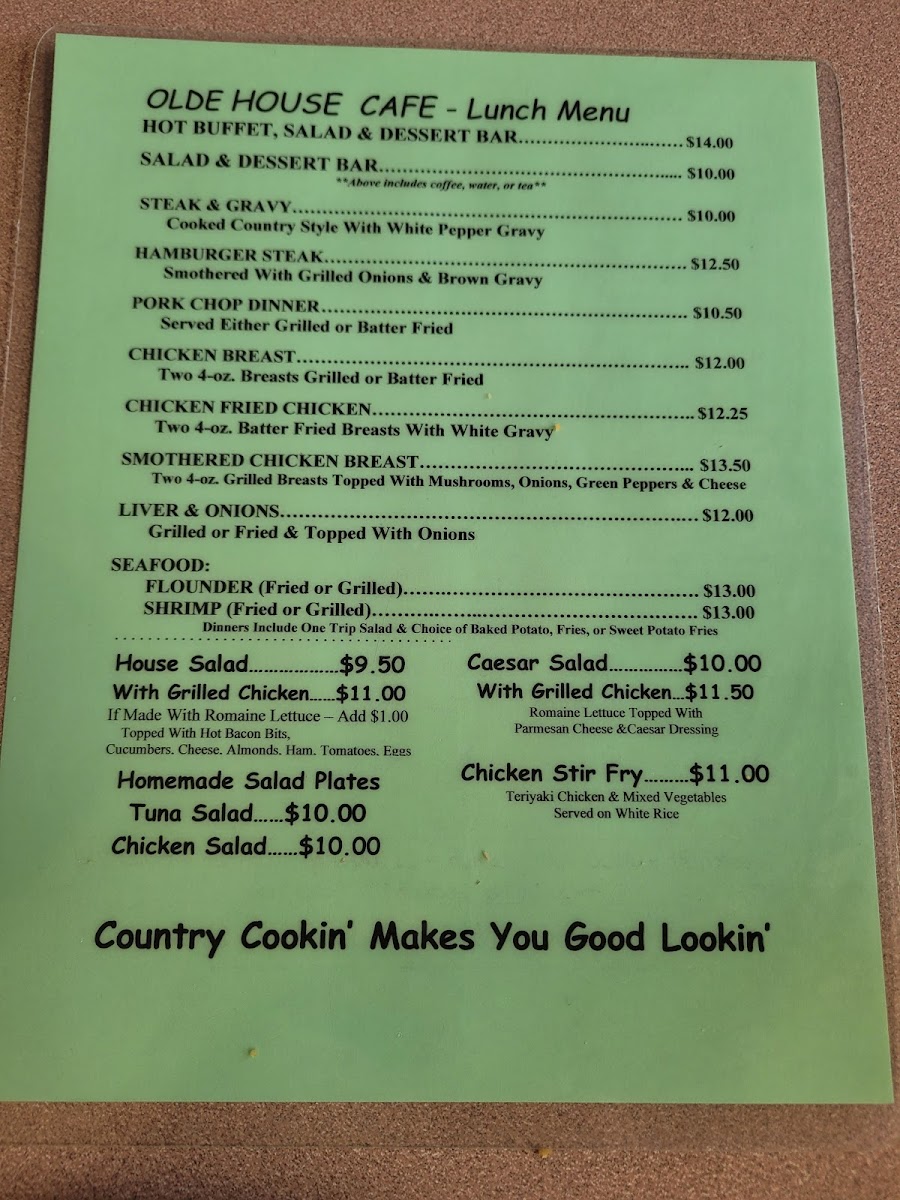 OLDE HOUSE CAFE - Lunch Menu
HOT BUFFET, SALAD & DESSERT BAR.......................... $14.00
SALAD & DESSERT BAR.................................................. $10.00
**Above includes coffee, water, or tea**
STEAK & GRAVY................................................................ $10.00
Cooked Country Style With White Pepper Gravy
HAMBURGER STEAK........................................................... $12.50
Smothered With Grilled Onions & Brown Gravy
PORK CHOP DINNER........................................................... $10.50
Served Either Grilled or Batter Fried
CHICKEN BREAST............................................................... $12.00
Two 4-oz. Breasts Grilled or Batter Fried
CHICKEN FRIED CHICKEN.................................................. $12.25
Two 4-oz. Batter Fried Breasts With White Gravy
SMOTHERED CHICKEN BREAST.......................................... $13.50
Two 4-oz. Grilled Breasts Topped With Mushrooms, Onions, Green Peppers & Cheese
LIVER & ONIONS................................................................ $12.00
Grilled or Fried & Topped With Onions
SEAFOOD:
FLOUNDER (Fried or Grilled)............................................. $13.00
SHRIMP (Fried or Grilled).................................................. $13.00
Dinners Include One Trip Salad & Choice of Baked Potato, Fries, or Sweet Potato Fries
House Salad..................$9.50
With Grilled Chicken......$11.00
If Made With Romaine Lettuce – Add $1.00
Topped With Hot Bacon Bits,
Cucumbers, Cheese, Almonds, Ham, Tomatoes, Eggs
Homemade Salad Plates
Tuna Salad......$10.00
Chicken Salad......$10.00
Caesar Salad..............$10.00
With Grilled Chicken...$11.50
Romaine Lettuce Topped With
Parmesan Cheese &Caesar Dressing
Chicken Stir Fry.........$11.00
Teriyaki Chicken & Mixed Vegetables
Served on White Rice
Country Cookin' Makes You Good Lookin'